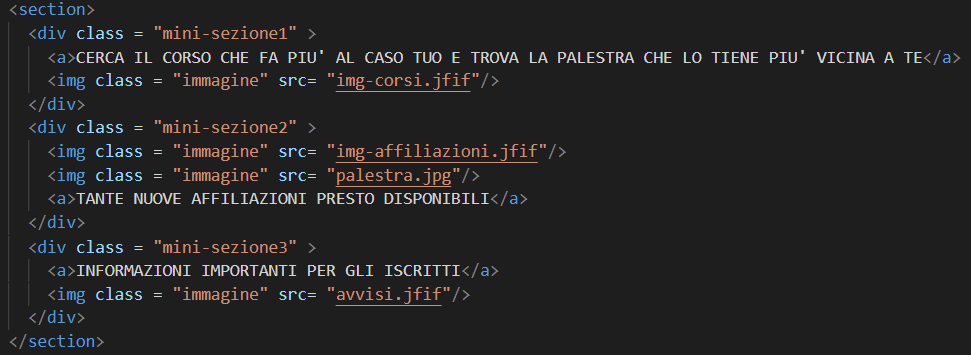 <section>
<div class = "mini-sezione1" >
<a>CERCA IL CORSO CHE FA PIU' AL CASO TUO E TROVA LA PALESTRA CHE LO TIENE PIU' VICINA A TE</a>
<img class = "immagine" src= "img-corsi.jfif"/>
</div>
<div class = "mini-sezione2" >
<img class = "immagine" src= "img-affiliazioni.jfif"/>
<img class = "immagine" src= "palestra.jpg"/>
<a>TANTE NUOVE AFFILIAZIONI PRESTO DISPONIBILI</a>
</div>
<div class = "mini-sezione3" >
<a>INFORMAZIONI IMPORTANTI PER GLI ISCRITTI</a>
<img class = "immagine" src= "avvisi.jfif"/>
</div>
</section>